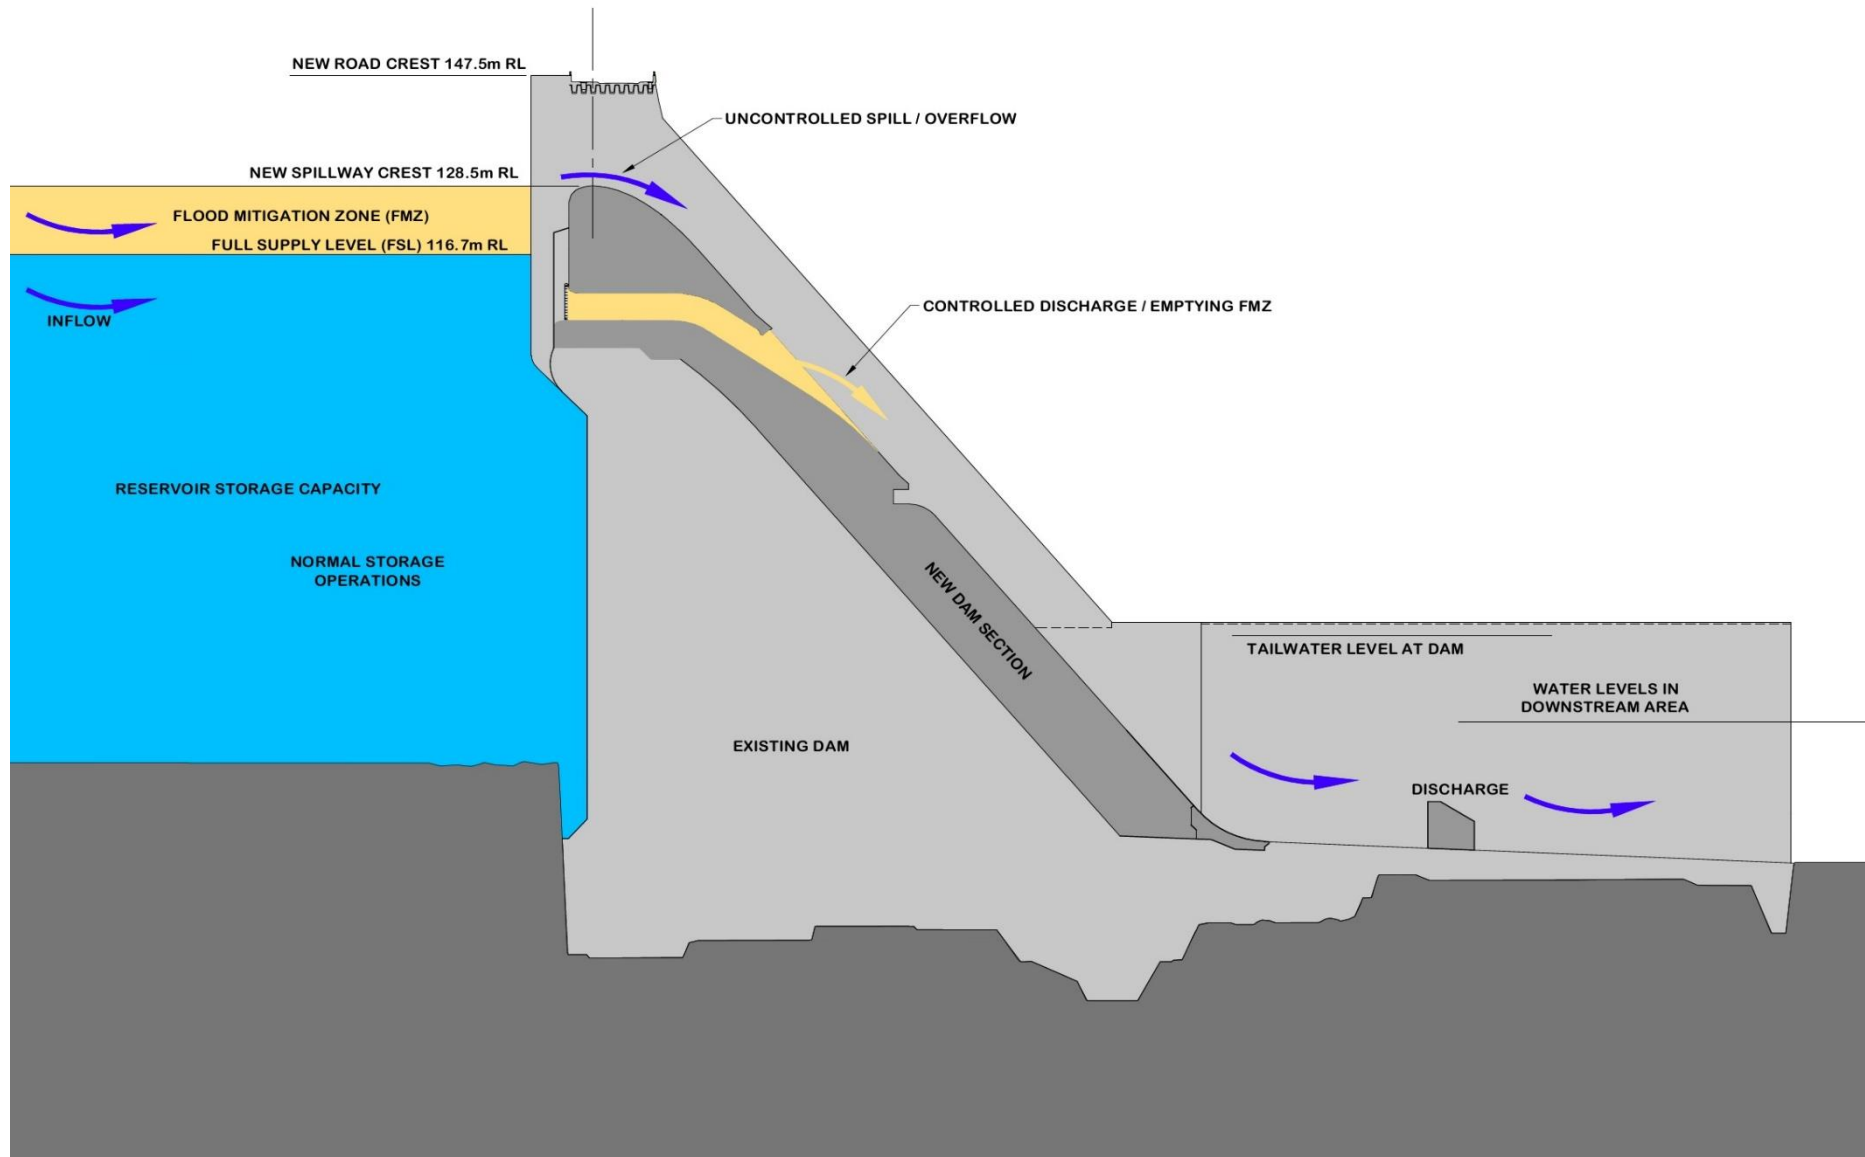 NEW ROAD CREST 147.5m RL
UNCONTROLLED SPILL / OVERFLOW
NEW SPILLWAY CREST 128.5m RL
FLOOD MITIGATION ZONE (FMZ)
FULL SUPPLY LEVEL (FSL) 116.7m RL
INFLOW
CONTROLLED DISCHARGE / EMPTYING FMZ
RESERVOIR STORAGE CAPACITY
NORMAL STORAGE
OPERATIONS
NEW DAM SECTION
TAILWATER LEVEL AT DAM
WATER LEVELS IN
DOWNSTREAM AREA
EXISTING DAM
DISCHARGE